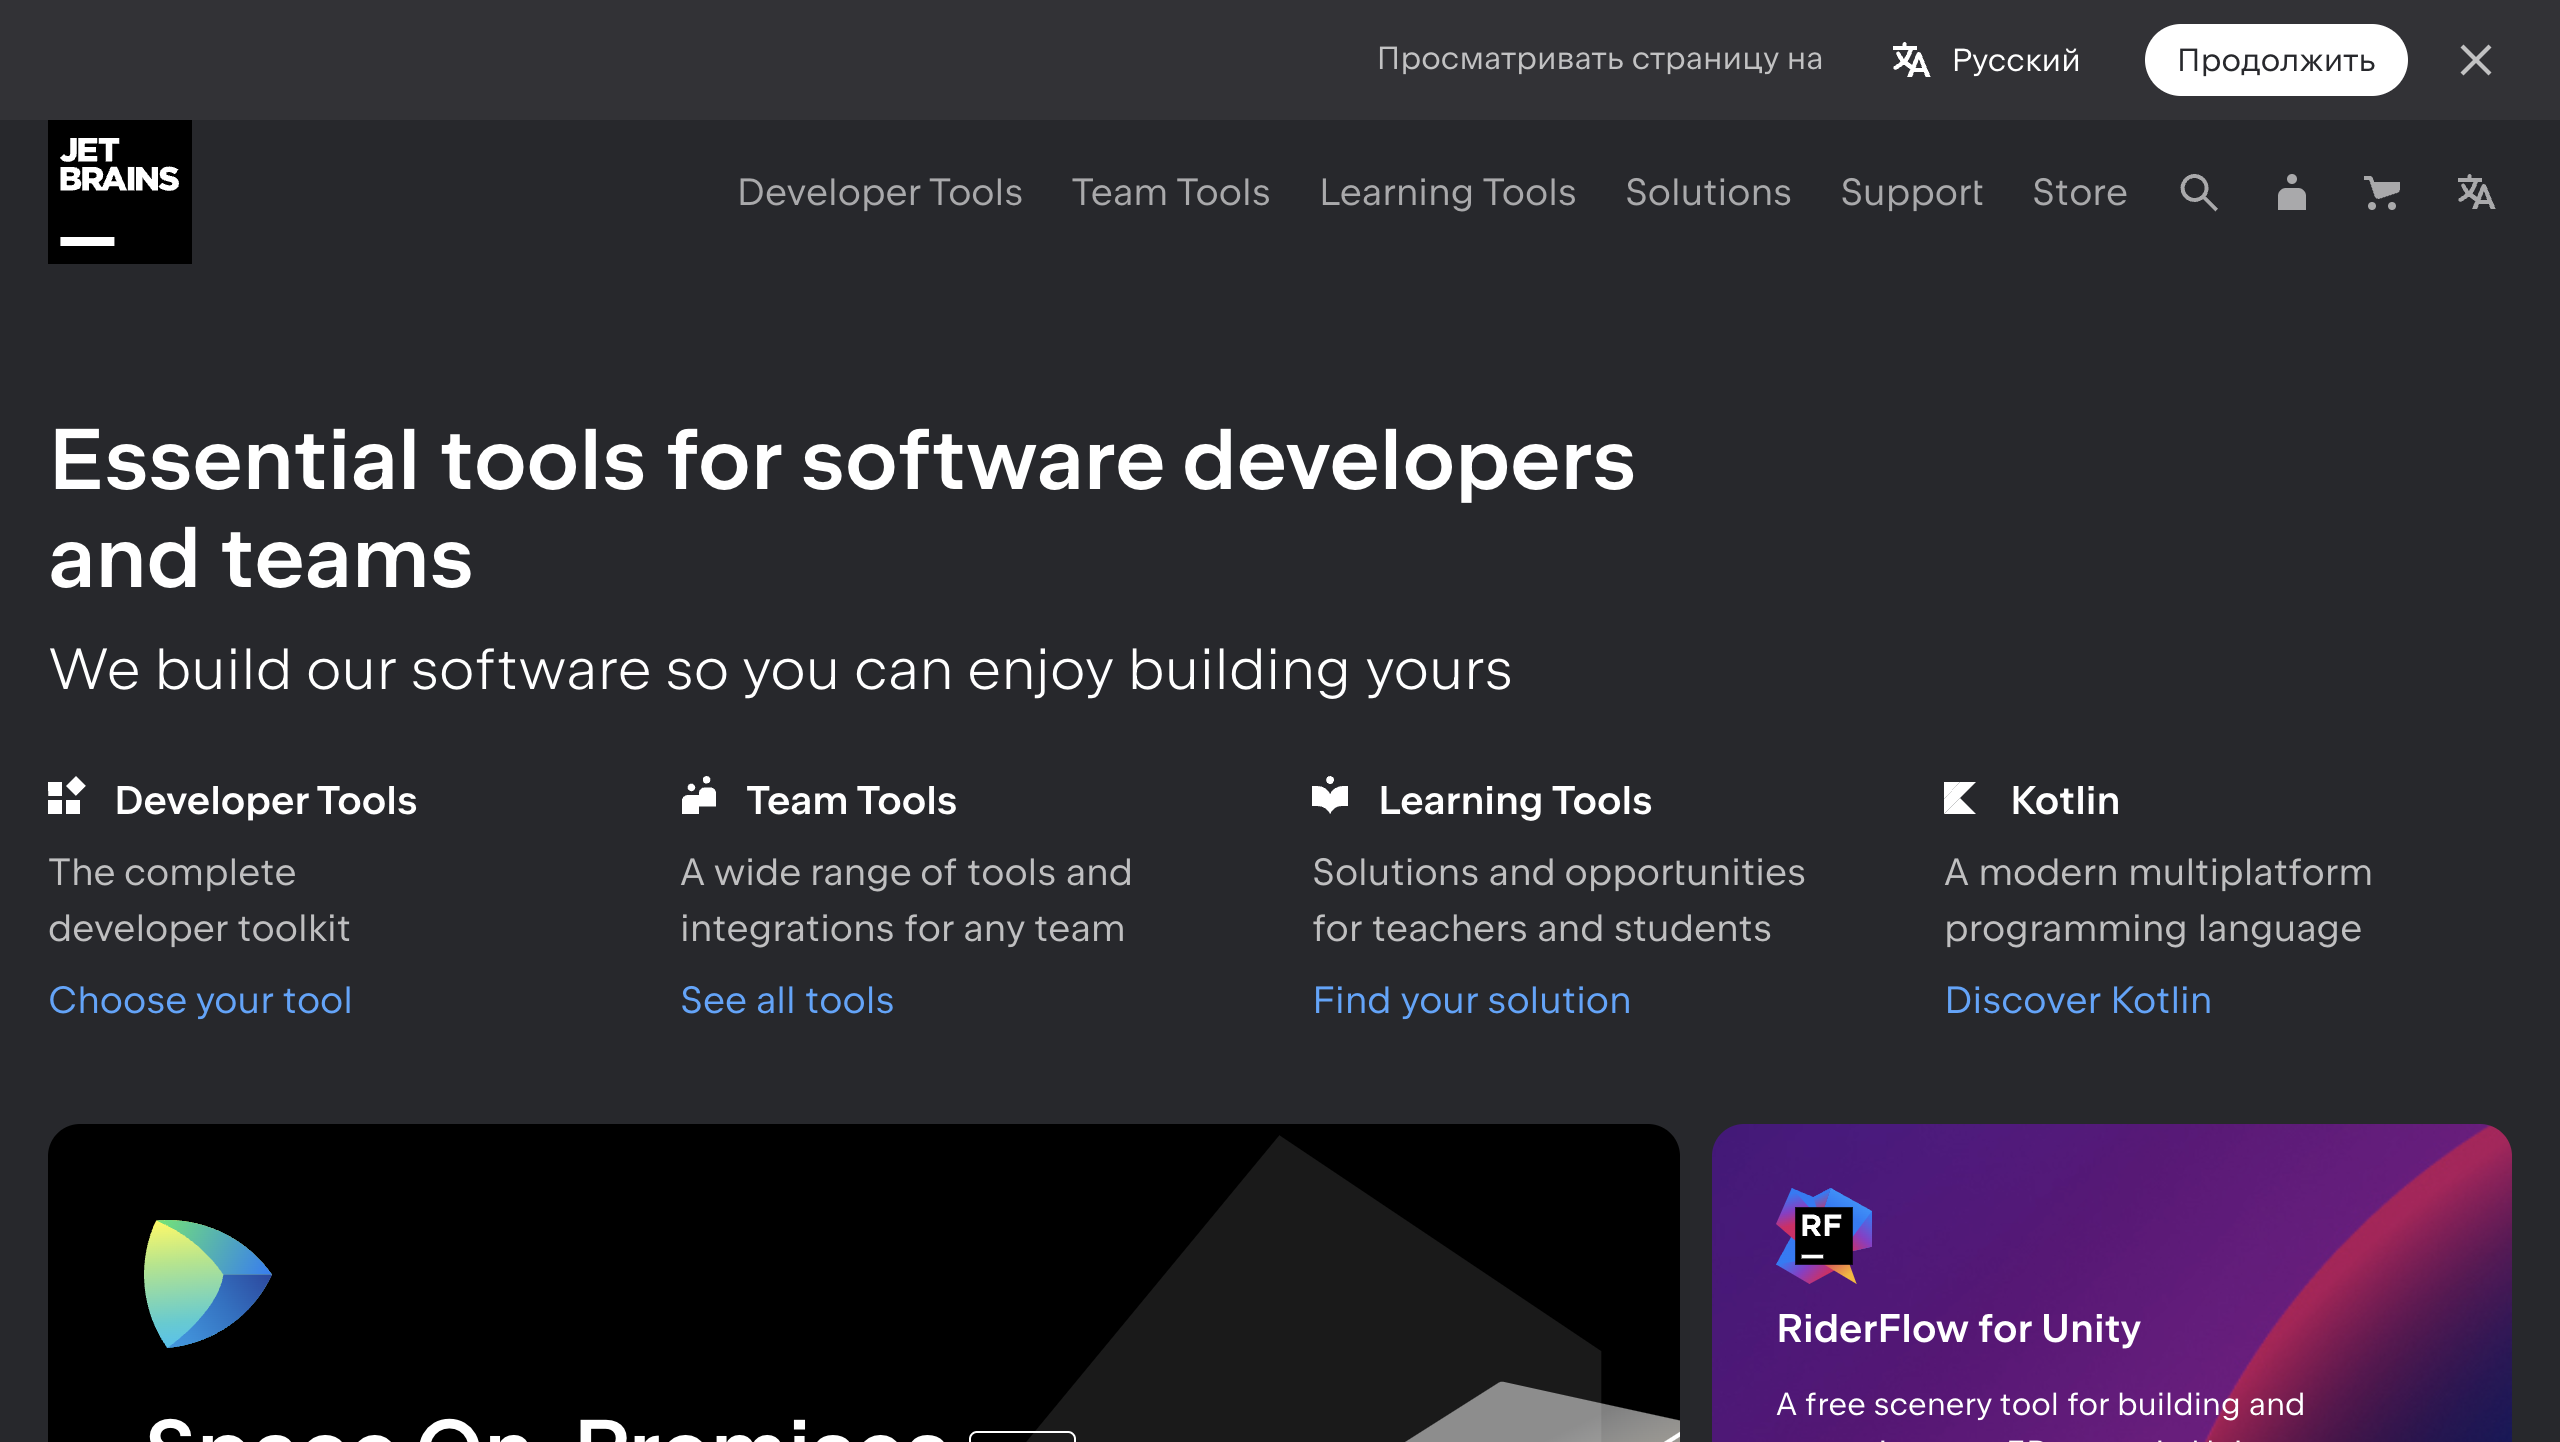 Просматривать страницу на
Русский
Продолжить
JET
BRAINS
Developer Tools
Team Tools
Learning Tools
Solutions
Support
Store
Essential tools for software developers
and teams
We build our software so you can enjoy building yours
Developer Tools
The complete
developer toolkit
Choose your tool
Team Tools
A wide range of tools and
integrations for any team
See all tools
Learning Tools
Solutions and opportunities
for teachers and students
Find your solution
Kotlin
A modern multiplatform
programming language
Discover Kotlin
Space On-Premises
RF
RiderFlow for Unity
A free scenery tool for building and